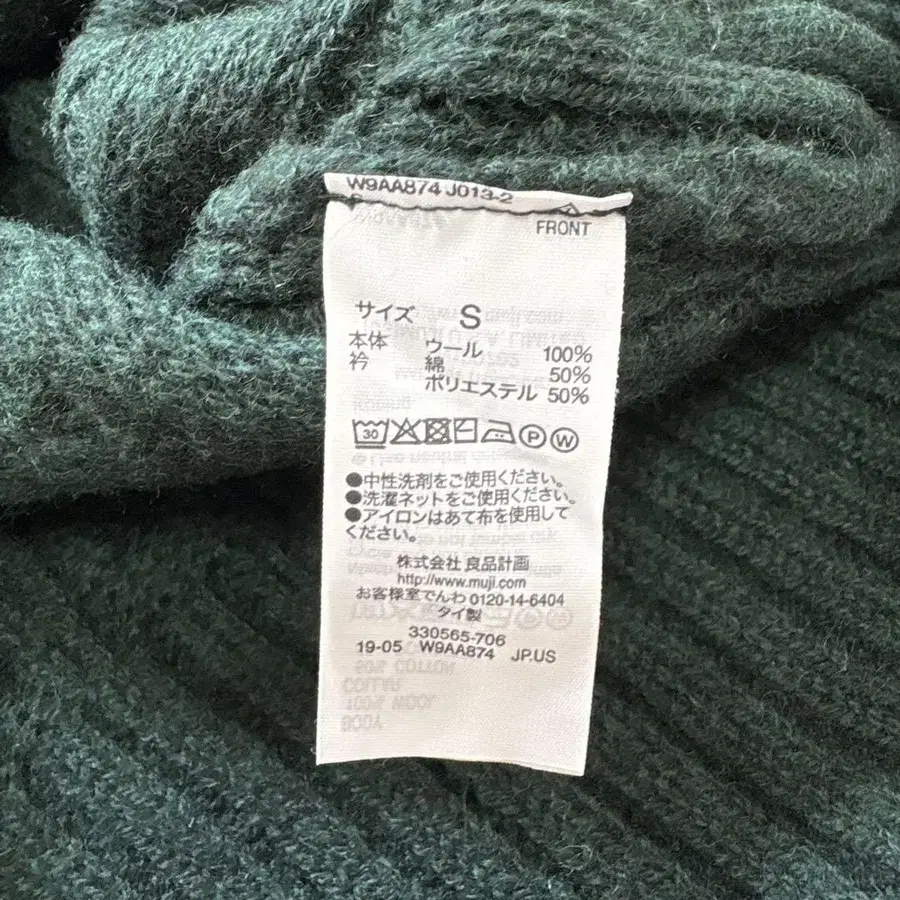 W9AA874 J013-2
FRONT
サイズ S
本体 ウール 100%
衿 綿 50%
ポリエステル 50%
30 P W
●中性洗剤をご使用ください。
●洗濯ネットをご使用ください。
●アイロンはあて布を使用して
ください。
株式会社 良品計画
http://www.muji.com
お客様室でんわ 0120-14-6404
タイ製
330565-706
19-05 W9AA874 JP.US